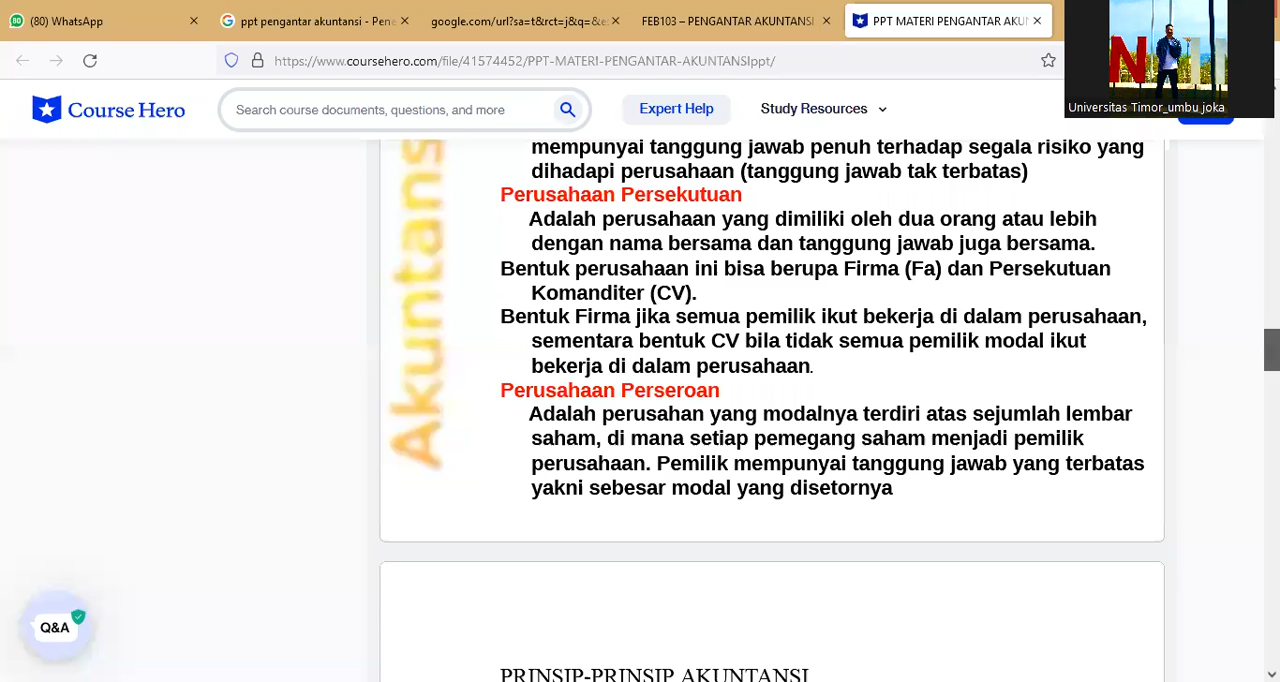 (80) WhatsApp
ppt pengantar akuntansi - Pene
google.com/url?sa=t&rct=j&q=&e
FEB103 – PENGANTAR AKUNTANSI
PPT MATERI PENGANTAR AKU
https://www.coursehero.com/file/41574452/PPT-MATERI-PENGANTAR-AKUNTANSIppt/
N
Universitas Timor_umbu joka
Course Hero
Search course documents, questions, and more
Expert Help
Study Resources
Akuntans
mempunyai tanggung jawab penuh terhadap segala risiko yang
dihadapi perusahaan (tanggung jawab tak terbatas)
Perusahaan Persekutuan
Adalah perusahaan yang dimiliki oleh dua orang atau lebih
dengan nama bersama dan tanggung jawab juga bersama.
Bentuk perusahaan ini bisa berupa Firma (Fa) dan Persekutuan
Komanditer (CV).
Bentuk Firma jika semua pemilik ikut bekerja di dalam perusahaan,
sementara bentuk CV bila tidak semua pemilik modal ikut
bekerja di dalam perusahaan.
Perusahaan Perseroan
Adalah perusahan yang modalnya terdiri atas sejumlah lembar
saham, di mana setiap pemegang saham menjadi pemilik
perusahaan. Pemilik mempunyai tanggung jawab yang terbatas
yakni sebesar modal yang disetornya
Q&A
PRINSIP-PRINSIP AKUNTANSI